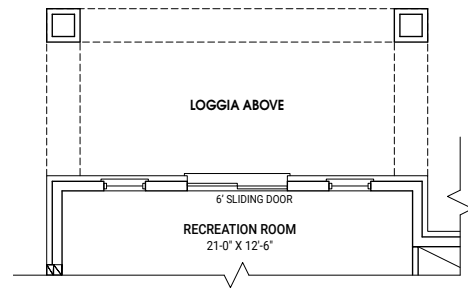 LOGGIA ABOVE
6' SLIDING DOOR
RECREATION ROOM
21-0" X 12'-6"